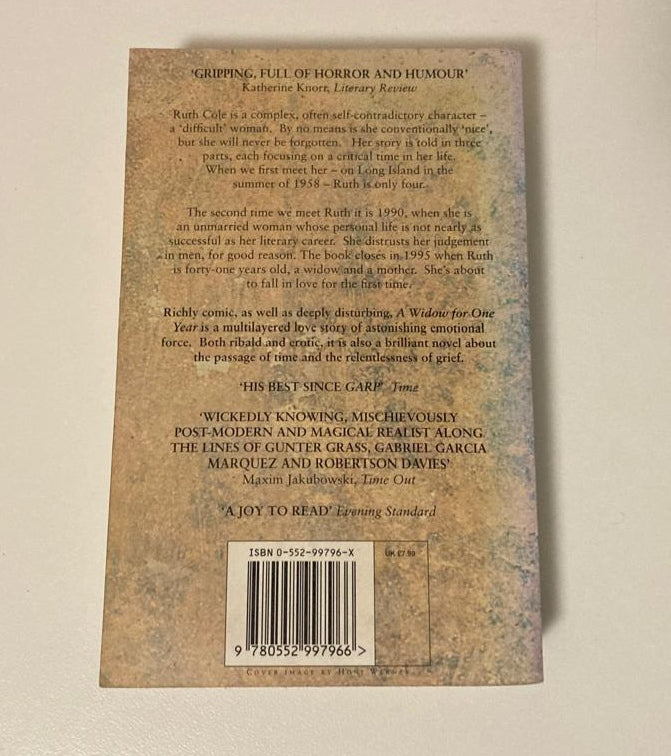 ‘GRIPPING, FULL OF HORROR AND HUMOUR’
Katherine Knorr, Literary Review
Ruth Cole is a complex, often self-contradictory character –
a ‘difficult’ woman. By no means is she conventionally ‘nice’,
but she will never be forgotten. Her story is told in three
parts, each focusing on a critical time in her life.
When we first meet her – on Long Island in the
summer of 1958 – Ruth is only four.
The second time we meet Ruth it is 1990, when she is
an unmarried woman whose personal life is not nearly as
successful as her literary career. She distrusts her judgement
in men, for good reason. The book closes in 1995 when Ruth
is forty-one years old, a widow and a mother. She's about
to fall in love for the first time.
Richly comic, as well as deeply disturbing, A Widow for One
Year is a multilayered love story of astonishing emotional
force. Both ribald and erotic, it is also a brilliant novel about
the passage of time and the relentlessness of grief.
‘HIS BEST SINCE GARP’ Time
‘WICKEDLY KNOWING, MISCHIEVOUSLY
POST-MODERN AND MAGICAL REALIST ALONG
THE LINES OF GUNTER GRASS, GABRIEL GARCIA
MARQUEZ AND ROBERTSON DAVIES’
Maxim Jakubowski, Time Out
‘A JOY TO READ’ Evening Standard
ISBN 0-552-99796-X
UK £7.99
9 780552 997966 >
COVER IMAGE BY HONI WERNER